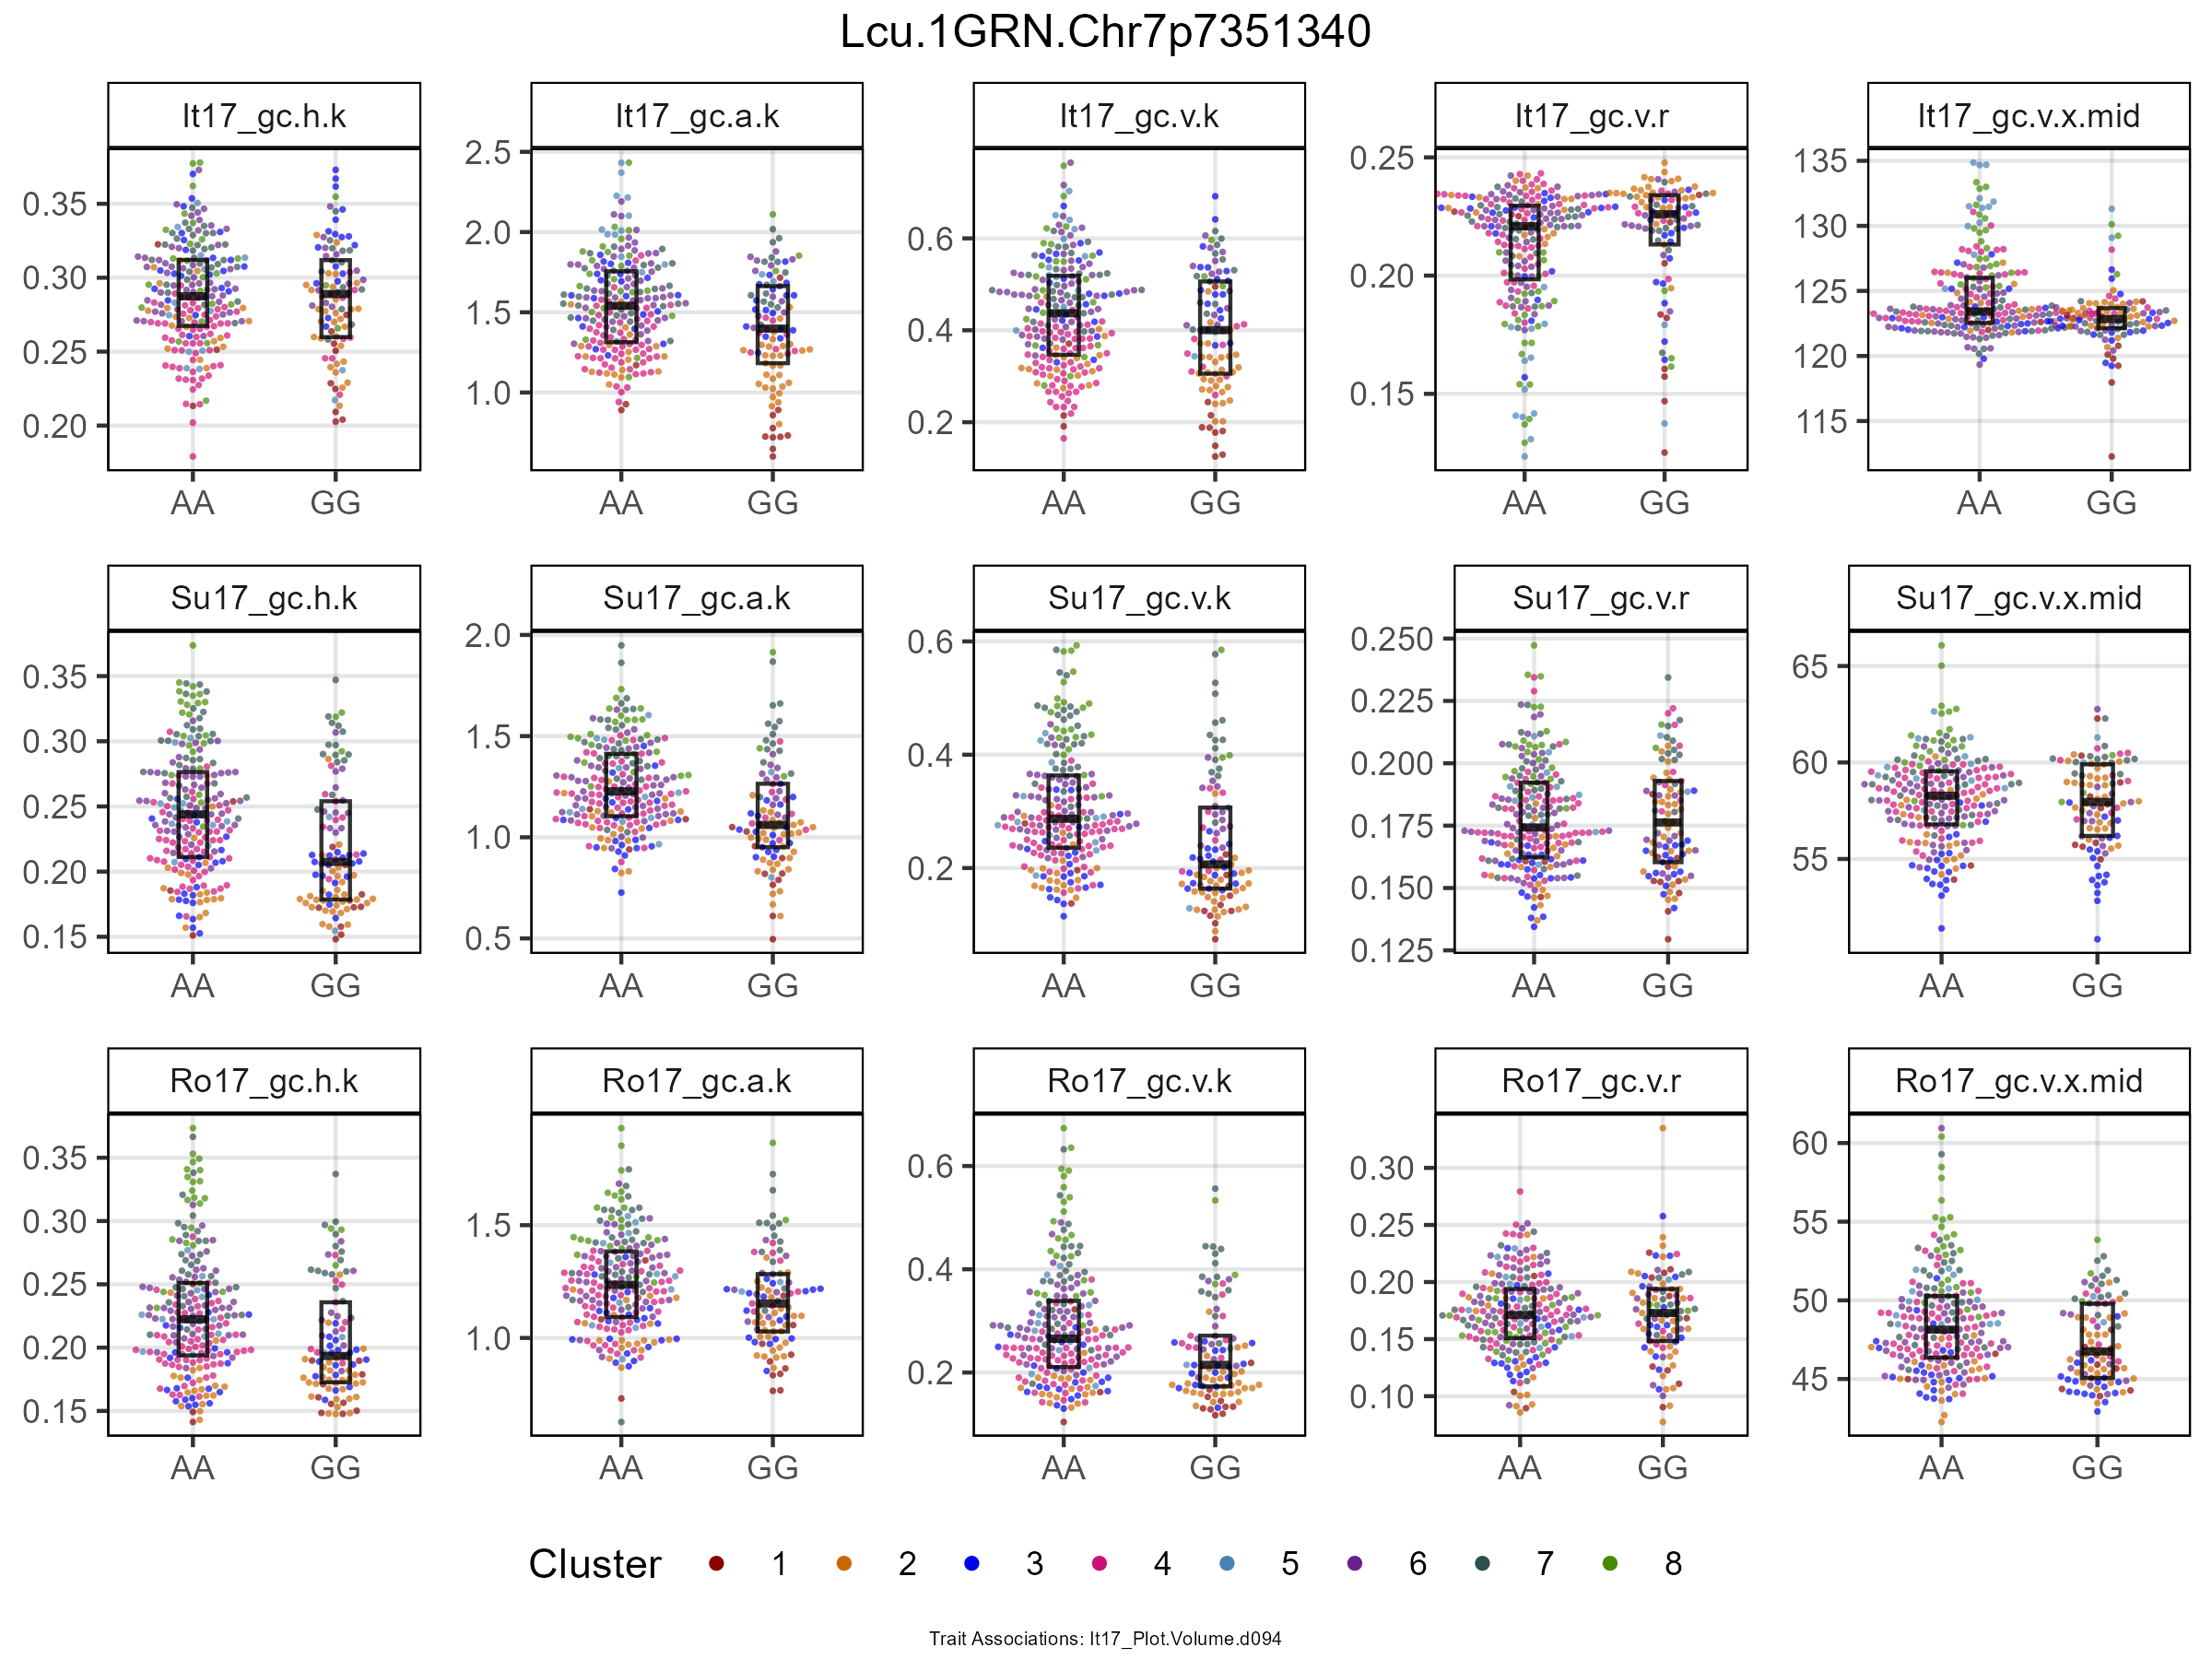 Lcu.1GRN.Chr7p7351340
It17_gc.h.k
It17_gc.a.k
It17_gc.v.k
It17_gc.v.r
It17_gc.v.x.mid
0.35
0.30
0.25
0.20
2.5
2.0
1.5
1.0
0.6
0.4
0.2
0.25
0.20
0.15
135
130
125
120
115
AA GG
AA GG
AA GG
AA GG
AA GG
Su17_gc.h.k
Su17_gc.a.k
Su17_gc.v.k
Su17_gc.v.r
Su17_gc.v.x.mid
0.35
0.30
0.25
0.20
0.15
2.0
1.5
1.0
0.5
0.6
0.4
0.2
0.250
0.225
0.200
0.175
0.150
0.125
65
60
55
AA GG
AA GG
AA GG
AA GG
AA GG
Ro17_gc.h.k
Ro17_gc.a.k
Ro17_gc.v.k
Ro17_gc.v.r
Ro17_gc.v.x.mid
0.35
0.30
0.25
0.20
0.15
1.5
1.0
0.6
0.4
0.2
0.30
0.25
0.20
0.15
0.10
60
55
50
45
AA GG
AA GG
AA GG
AA GG
AA GG
Cluster 1 2 3 4 5 6 7 8
Trait Associations: It17_Plot.Volume.d094